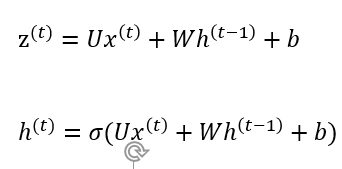 z^(t) = Ux^(t) + Wh^(t−1) + b
h^(t) = σ(Ux^(t) + Wh^(t−1) + b)